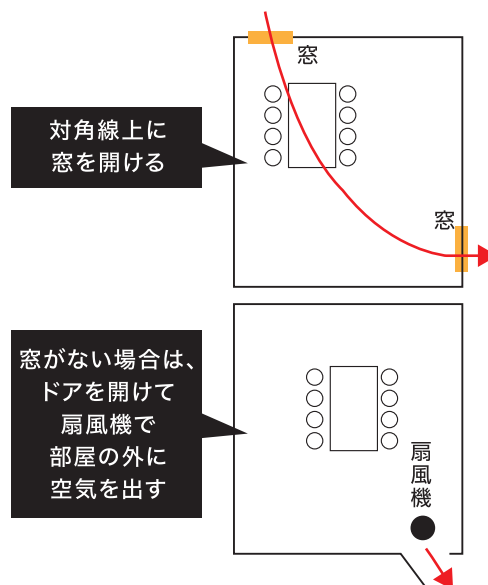 対角線上に
窓を開ける
窓
窓
窓がない場合は、
ドアを開けて
扇風機で
部屋の外に
空気を出す
扇風機